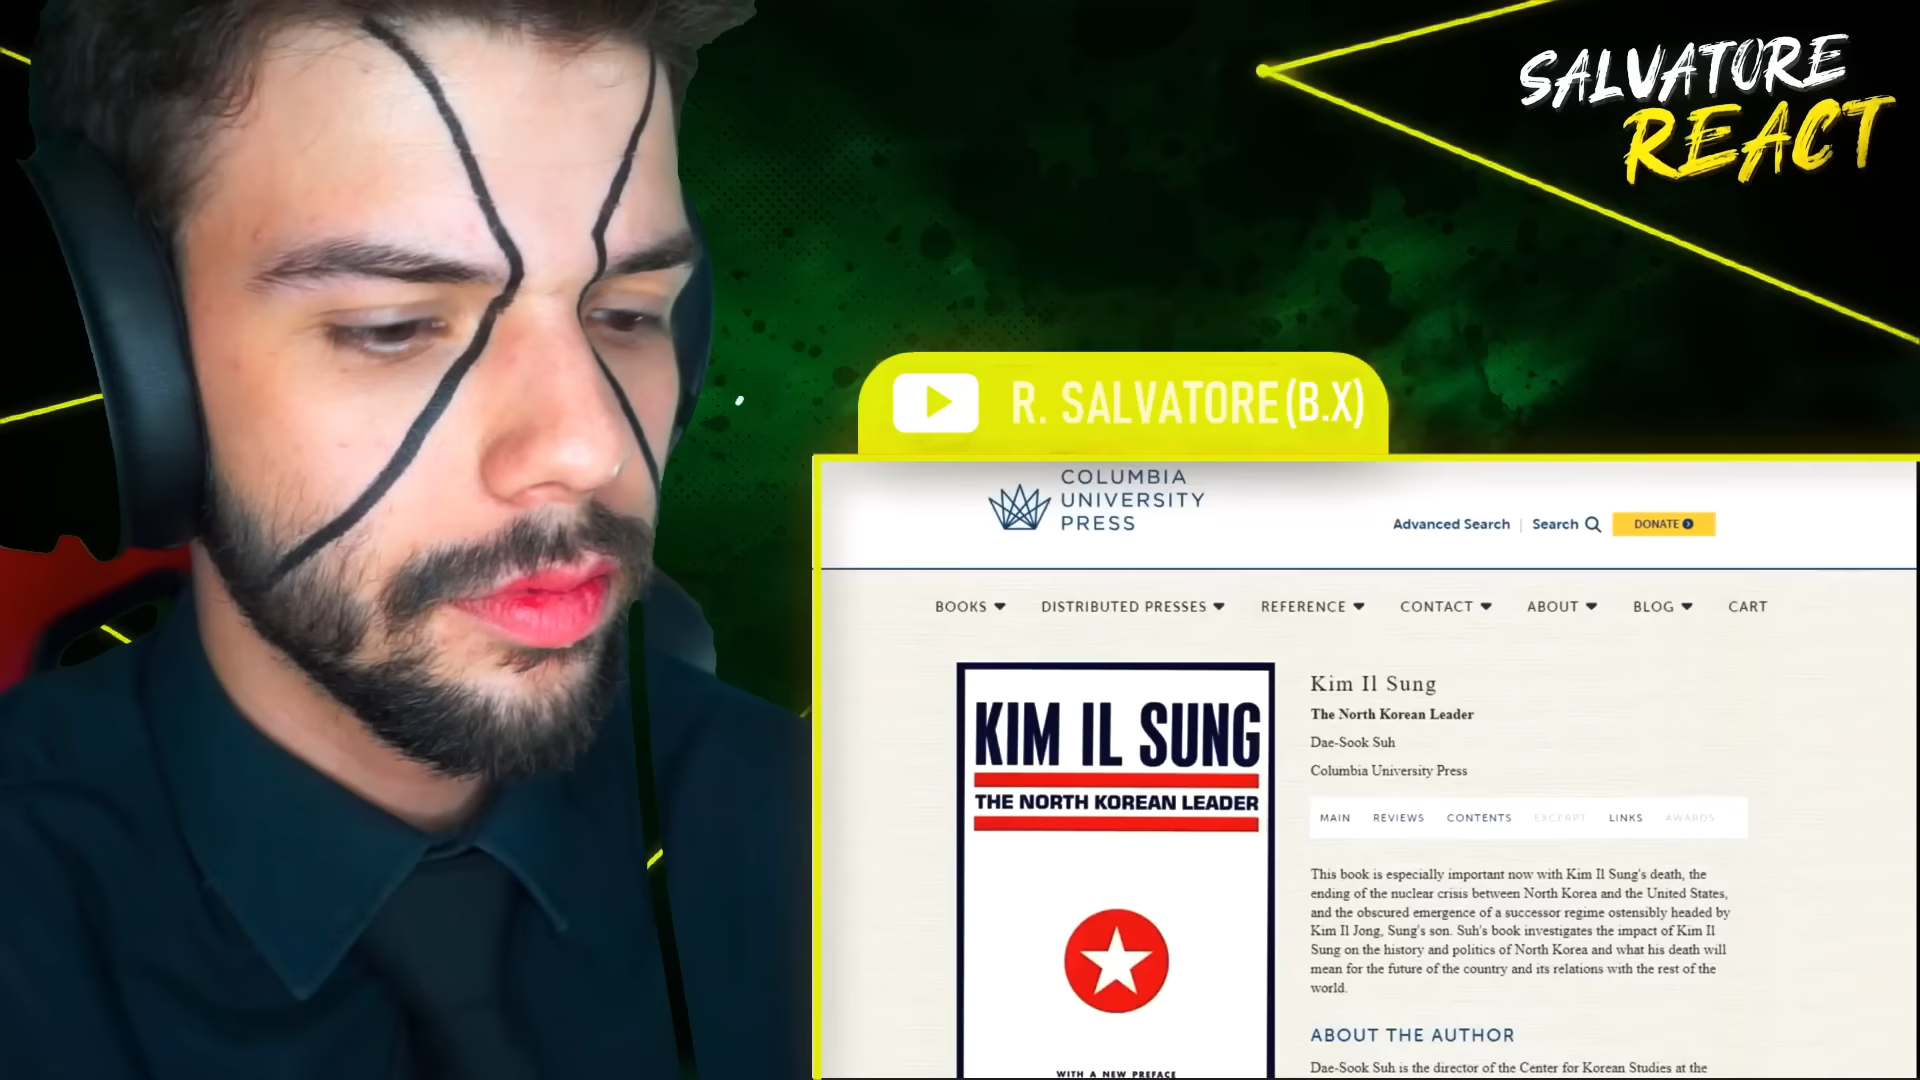 SALVATORE
REACT
R. SALVATORE (B.X)
COLUMBIA
UNIVERSITY
PRESS
Advanced Search | Search
DONATE
BOOKS DISTRIBUTED PRESSES REFERENCE CONTACT ABOUT BLOG CART
KIM IL SUNG
THE NORTH KOREAN LEADER
WITH A NEW PREFACE
Kim Il Sung
The North Korean Leader
Dae-Sook Suh
Columbia University Press
MAIN REVIEWS CONTENTS EXCERPT LINKS AWARDS
This book is especially important now with Kim Il Sung's death, the
ending of the nuclear crisis between North Korea and the United States,
and the obscured emergence of a successor regime ostensibly headed by
Kim Il Jong, Sung's son. Suh's book investigates the impact of Kim Il
Sung on the history and politics of North Korea and what his death will
mean for the future of the country and its relations with the rest of the
world.
ABOUT THE AUTHOR
Dae-Sook Suh is the director of the Center for Korean Studies at the